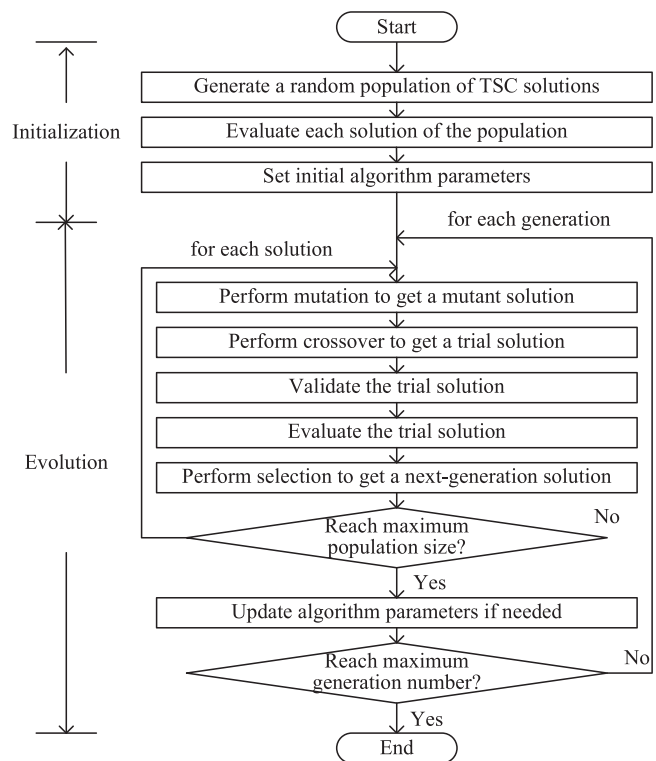 Start
Generate a random population of TSC solutions
Initialization
Evaluate each solution of the population
Set initial algorithm parameters
for each generation
for each solution
Perform mutation to get a mutant solution
Perform crossover to get a trial solution
Validate the trial solution
Evaluate the trial solution
Evolution
Perform selection to get a next-generation solution
Reach maximum
population size?
No
Yes
Update algorithm parameters if needed
Reach maximum
generation number?
No
Yes
End